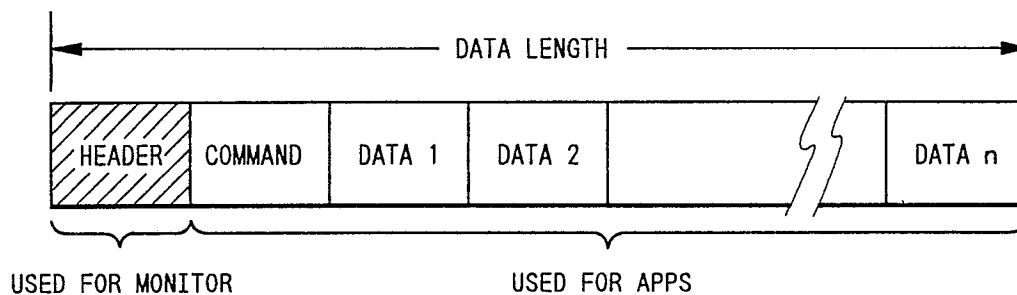 DATA LENGTH
HEADER COMMAND DATA 1 DATA 2 DATA n
USED FOR MONITOR USED FOR APPS